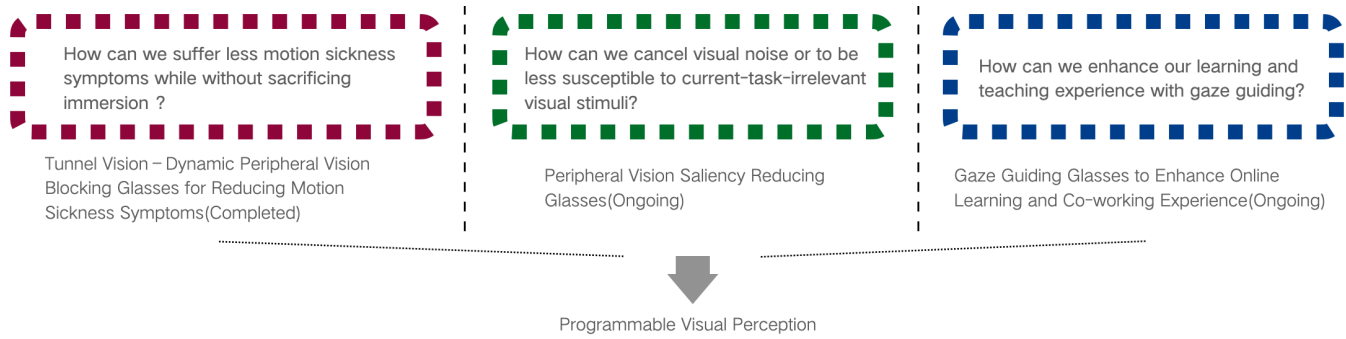 How can we suffer less motion sickness
symptoms while without sacrificing
immersion ?
Tunnel Vision – Dynamic Peripheral Vision
Blocking Glasses for Reducing Motion
Sickness Symptoms(Completed)
How can we cancel visual noise or to be
less susceptible to current-task-irrelevant
visual stimuli?
Peripheral Vision Saliency Reducing
Glasses(Ongoing)
How can we enhance our learning and
teaching experience with gaze guiding?
Gaze Guiding Glasses to Enhance Online
Learning and Co-working Experience(Ongoing)
Programmable Visual Perception